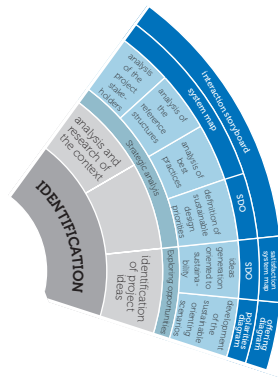 Interaction storyboard
system map
SDO
SDO
satisfaction
system map
offering
diagram
polarities
diagram
analysis
of the
project
stake-
holders
analysis of
the
reference
structures
analysis of
best
practices
definition of
sustainable
design
priorities
ideas
generation
oriented to
sustaina-
bility
development
of the
sustainable
orienting
scenarios
Strategic analysis
exploring opportunities
analysis and
research of
the context
identification
of project
ideas
IDENTIFICATION